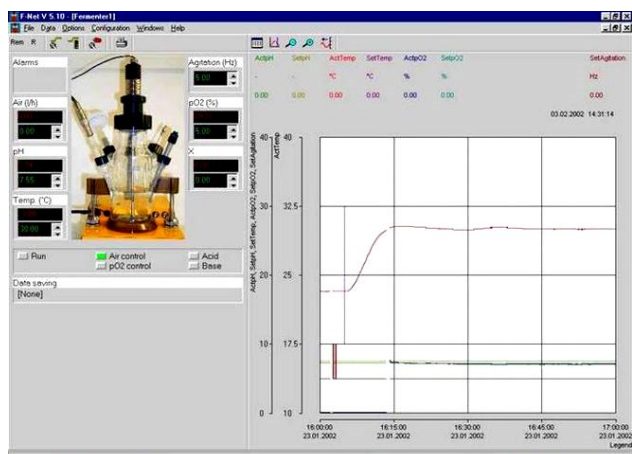 F-Net V 5.10 - [Fermenter1]
File Data Options Configuration Windows Help
Rem R
Alarms
Agitation (Hz)
5.00
Air (l/h)
0.00
pO2 (%)
pH
7.55
X
0.00
Temp. (°C)
30.00
Run
Air control
Acid
pO2 control
Base
Data saving
[None]
ActpH SetpH ActTemp SetTemp ActpO2 SetpO2 SetAgitation
- - °C °C % % Hz
0.00 0.00 0.00 0.00 0.00 0.00 0.00
03.02.2002 14:31:14
ActpH, SetpH, SetTemp, ActpO2, SetpO2, SetAgitation
ActTemp
40 40
30 32.5
20 25
10 17.5
0 10
16:00:00 16:15:00 16:30:00 16:45:00 17:00:00
23.01.2002 23.01.2002 23.01.2002 23.01.2002 23.01.2002
Legend